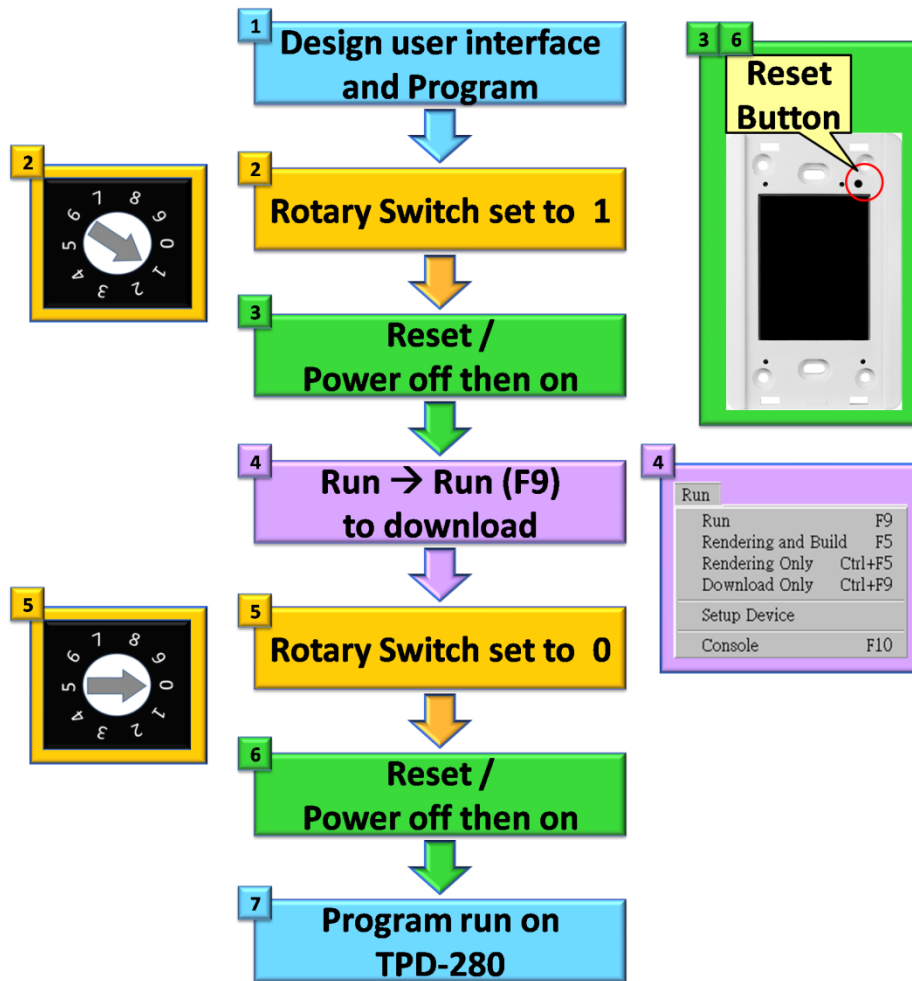 1
Design user interface
and Program
3 6
Reset
Button
2
7 8 9 0 1 2 3 4 5 6
2
Rotary Switch set to 1
3
Reset /
Power off then on
4
Run → Run (F9)
to download
4
Run
Run F9
Rendering and Build F5
Rendering Only Ctrl+F5
Download Only Ctrl+F9
Setup Device
Console F10
5
7 8 9 0 1 2 3 4 5 6
5
Rotary Switch set to 0
6
Reset /
Power off then on
7
Program run on
TPD-280